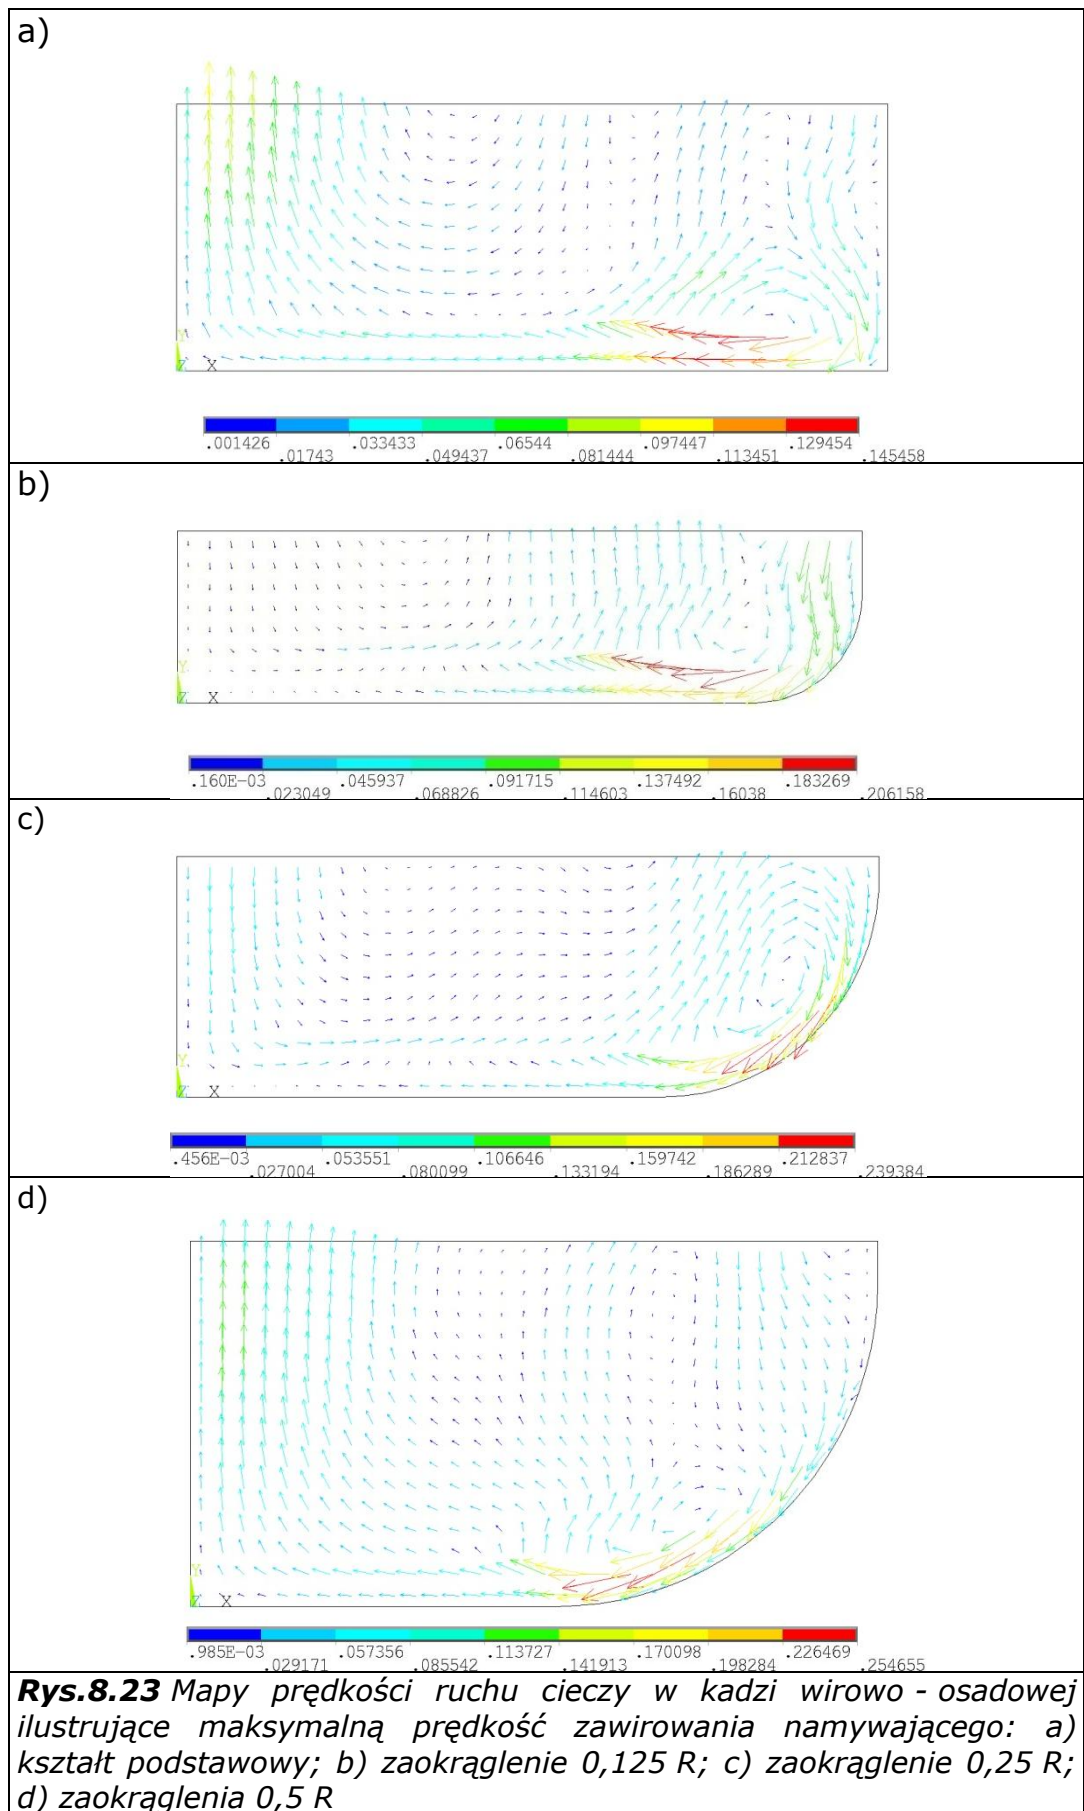 a)
Y
Z X
.001426 .033433 .06544 .097447 .129454
.01743 .049437 .081444 .113451 .145458
b)
Y
Z X
.160E-03 .045937 .091715 .137492 .183269
.023049 .068826 .114603 .16038 .206158
c)
Y
Z X
.456E-03 .053551 .106646 .159742 .212837
.027004 .080099 .133194 .186289 .239384
d)
Y
Z X
.985E-03 .057356 .113727 .170098 .226469
.029171 .085542 .141913 .198284 .254655
Rys.8.23 Mapy prędkości ruchu cieczy w kadzi wirowo - osadowej
ilustrujące maksymalną prędkość zawirowania namywającego: a)
kształt podstawowy; b) zaokrąglenie 0,125 R; c) zaokrąglenie 0,25 R;
d) zaokrąglenia 0,5 R